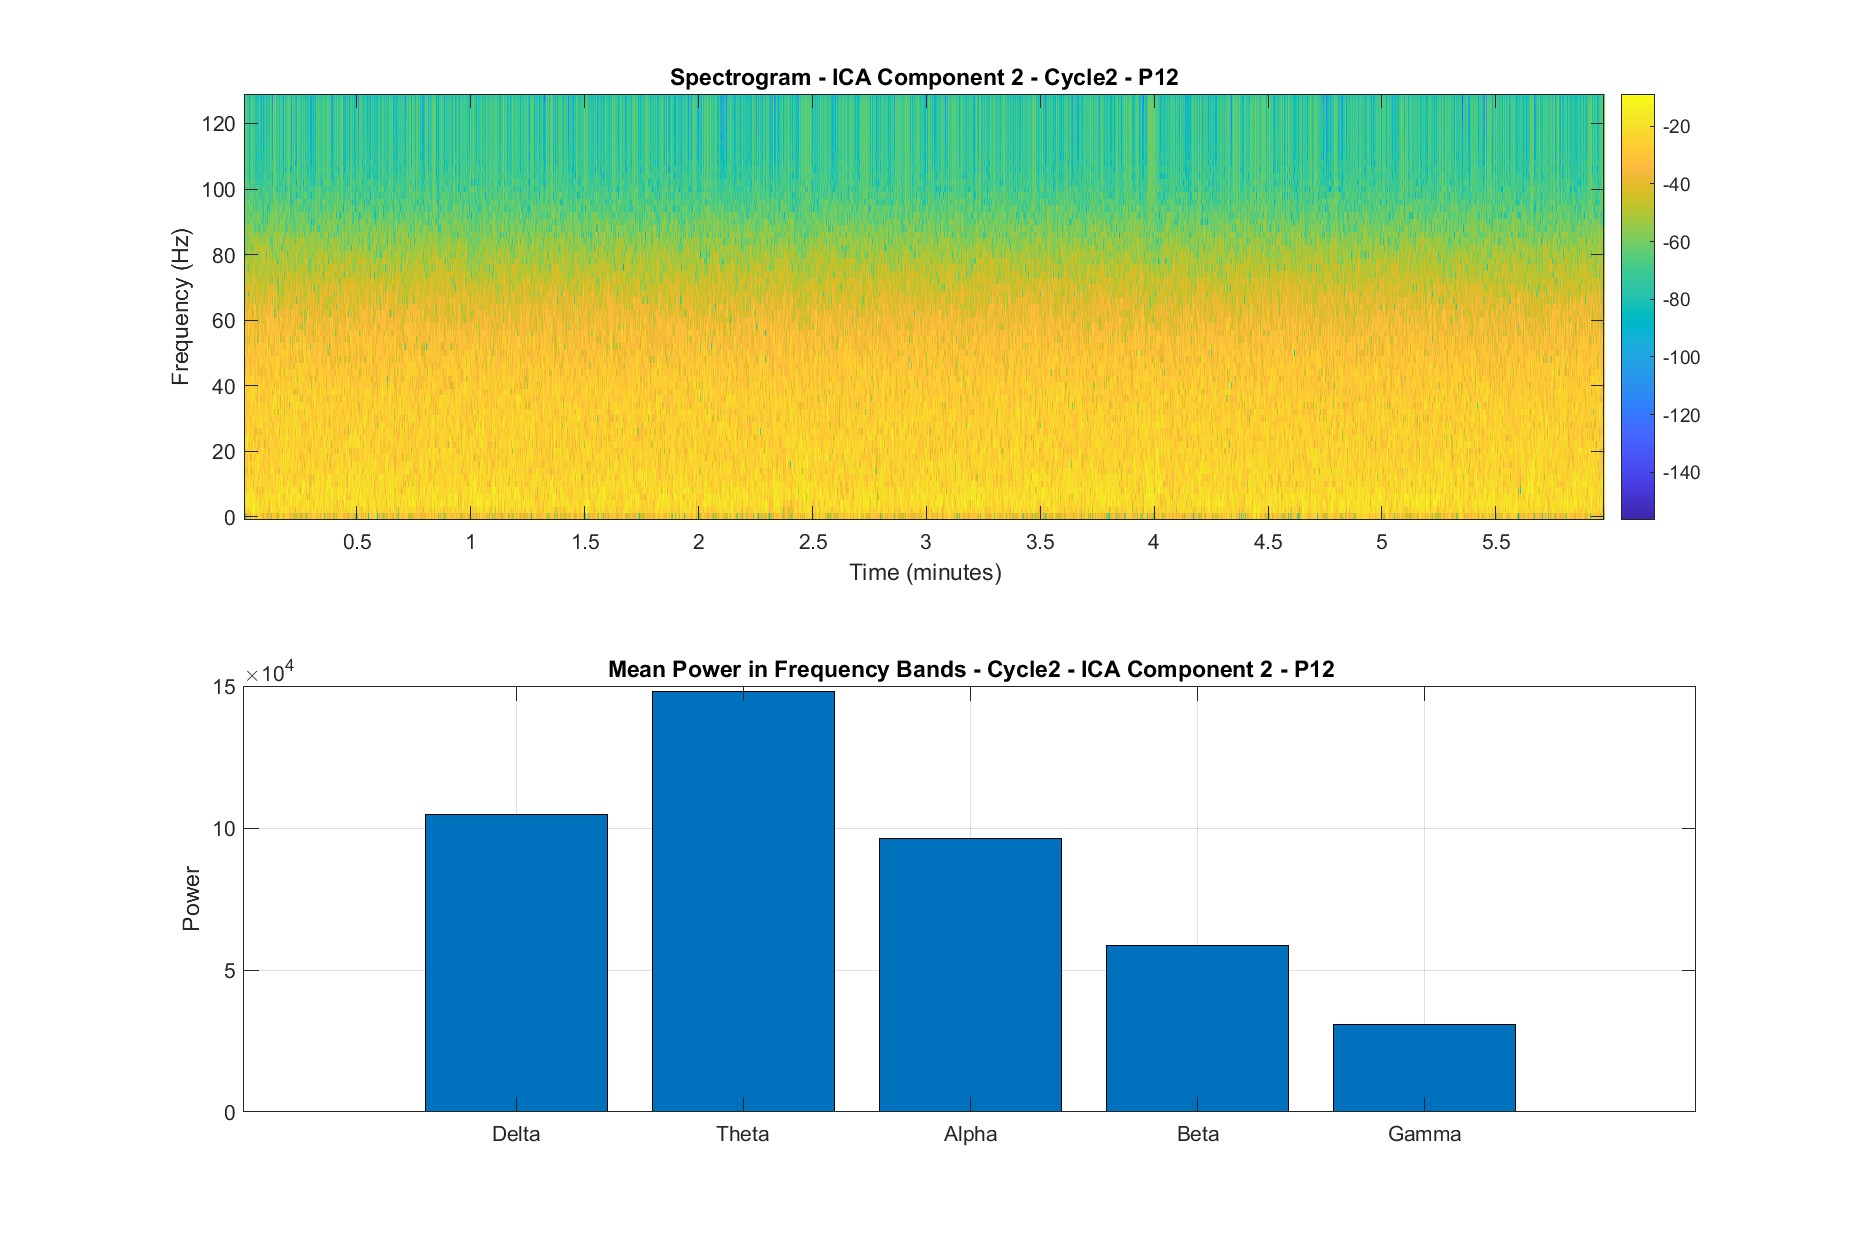 Spectrogram - ICA Component 2 - Cycle2 - P12
Frequency (Hz)
120
100
80
60
40
20
0
0.5 1 1.5 2 2.5 3 3.5 4 4.5 5 5.5
Time (minutes)
-20
-40
-60
-80
-100
-120
-140
Mean Power in Frequency Bands - Cycle2 - ICA Component 2 - P12
×10⁴
Power
15
10
5
0
Delta Theta Alpha Beta Gamma